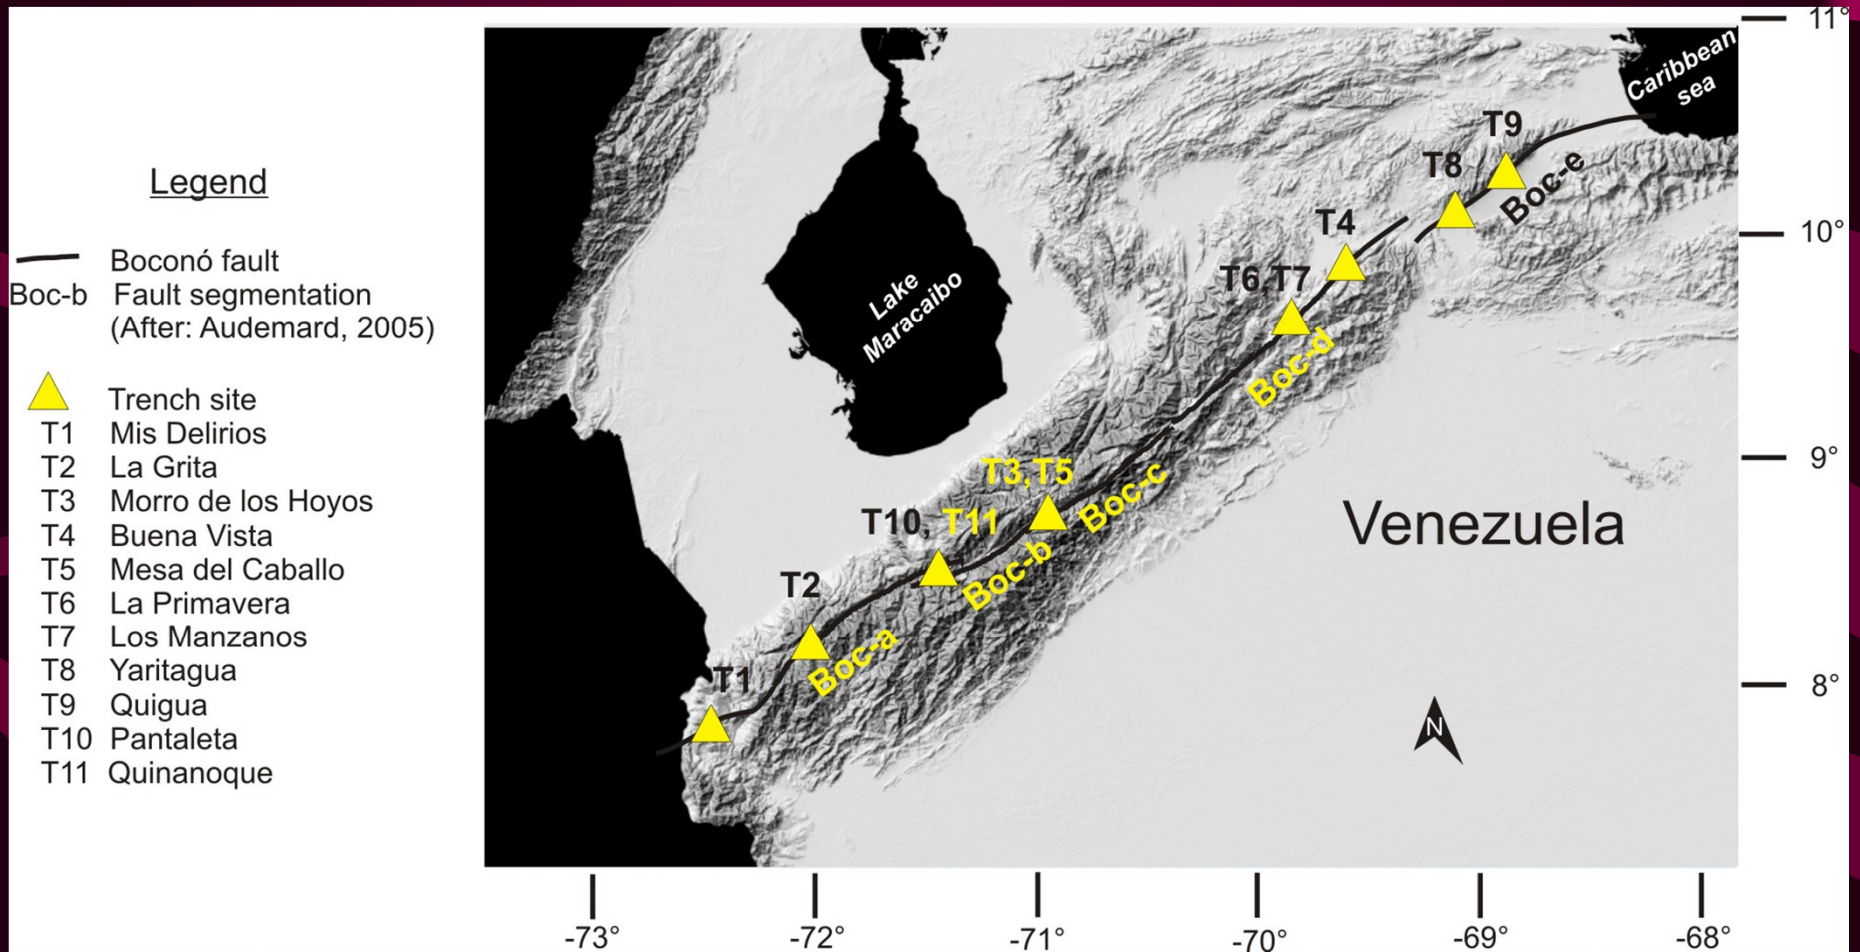 Legend
Boconó fault
Boc-b Fault segmentation
(After: Audemard, 2005)
Trench site
T1 Mis Delirios
T2 La Grita
T3 Morro de los Hoyos
T4 Buena Vista
T5 Mesa del Caballo
T6 La Primavera
T7 Los Manzanos
T8 Yaritagua
T9 Quigua
T10 Pantaleta
T11 Quinanoque
Caribbean
sea
Lake
Maracaibo
T9
T8
Boc-e
T4
T6,T7
Boc-d
T3,T5
Boc-c
T10, T11
Boc-b
T2
Boc-a
T1
Venezuela
N
11°
10°
9°
8°
-73°
-72°
-71°
-70°
-69°
-68°